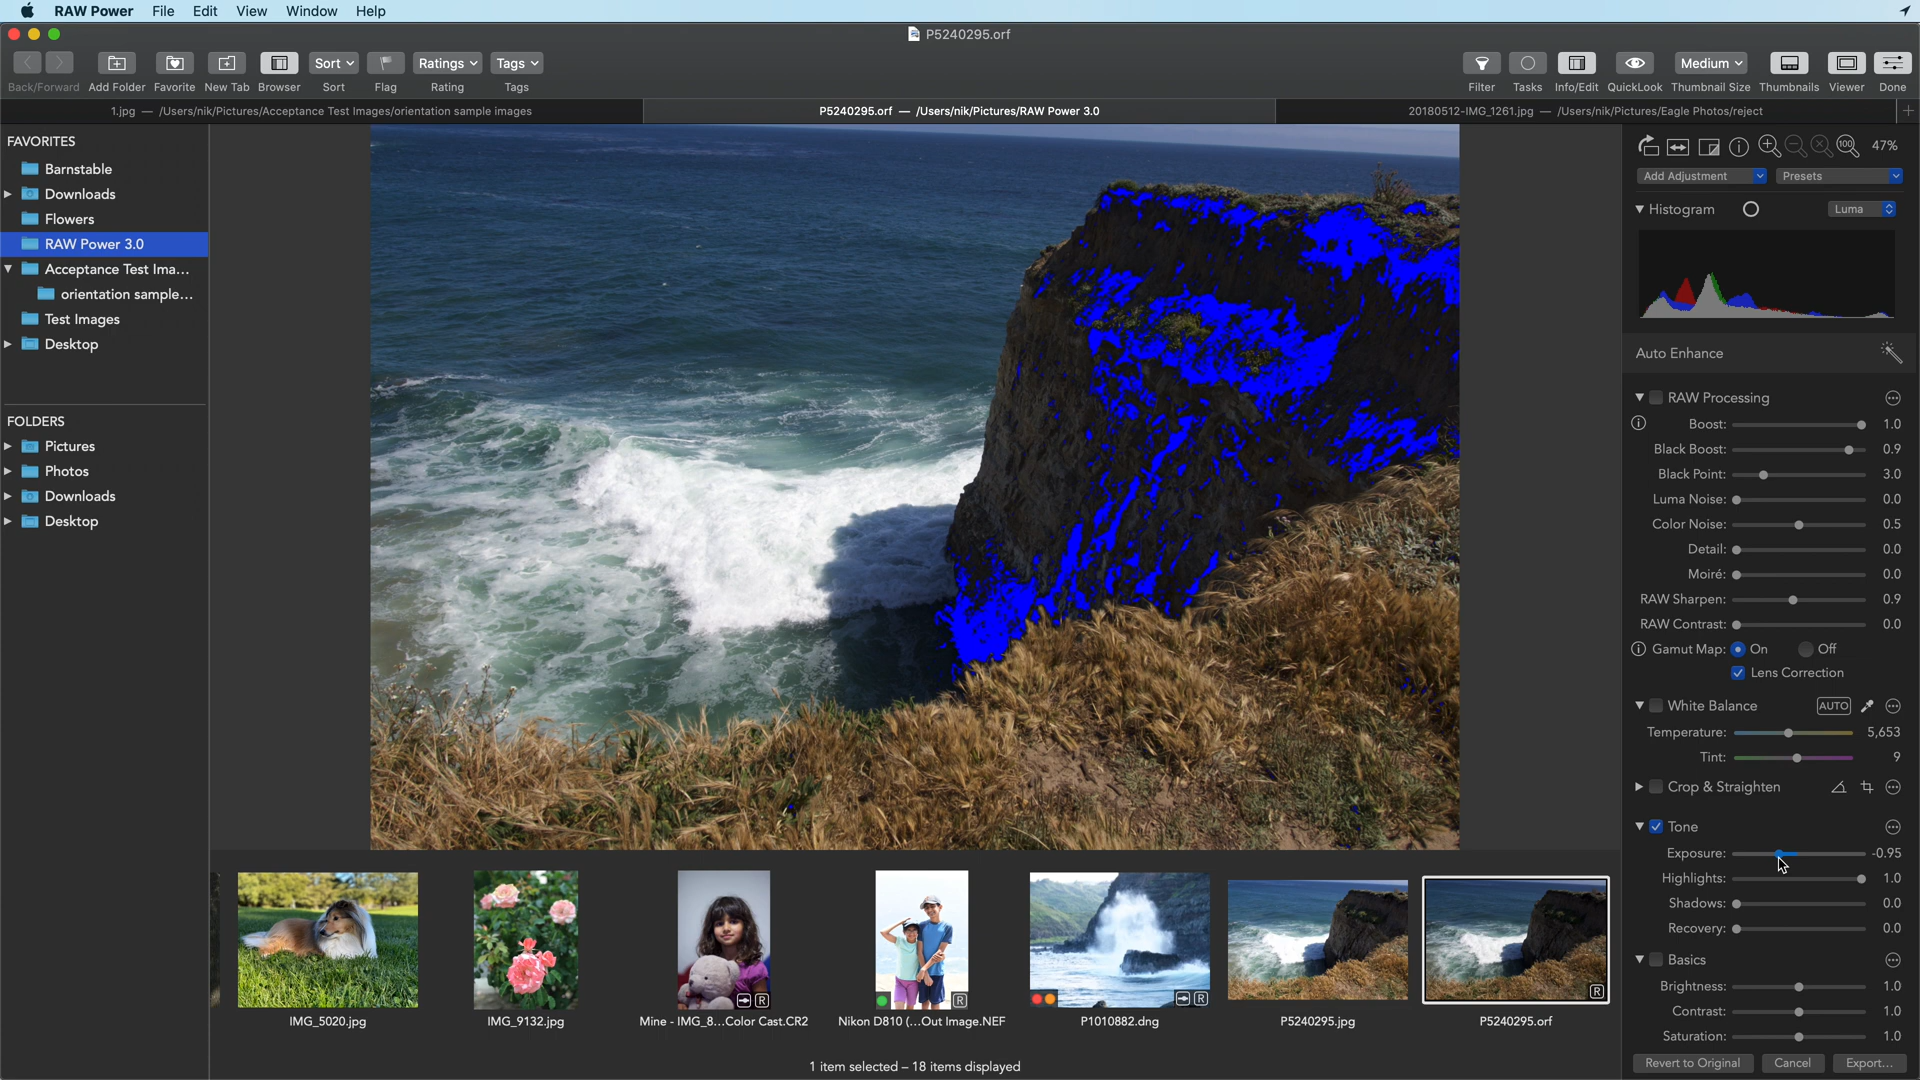 RAW Power File Edit View Window Help
P5240295.orf
Sort Ratings Tags Medium
Back/Forward Add Folder Favorite New Tab Browser Sort Flag Rating Tags Filter Tasks Info/Edit QuickLook Thumbnail Size Thumbnails Viewer Done
1.jpg — /Users/nik/Pictures/Acceptance Test Images/orientation sample images
P5240295.orf — /Users/nik/Pictures/RAW Power 3.0
20180512-IMG_1261.jpg — /Users/nik/Pictures/Eagle Photos/reject
FAVORITES
Barnstable
Downloads
Flowers
RAW Power 3.0
Acceptance Test Ima...
orientation sample...
Test Images
Desktop
FOLDERS
Pictures
Photos
Downloads
Desktop
100 47%
Add Adjustment Presets
Histogram Luma
Auto Enhance
RAW Processing
Boost: 1.0
Black Boost: 0.9
Black Point: 3.0
Luma Noise: 0.0
Color Noise: 0.5
Detail: 0.0
Moiré: 0.0
RAW Sharpen: 0.9
RAW Contrast: 0.0
Gamut Map: On Off
Lens Correction
White Balance AUTO
Temperature: 5,653
Tint: 9
Crop & Straighten
Tone
Exposure: -0.95
Highlights: 1.0
Shadows: 0.0
Recovery: 0.0
Basics
Brightness: 1.0
Contrast: 1.0
Saturation: 1.0
Revert to Original Cancel Export...
R R R R
IMG_5020.jpg
IMG_9132.jpg
Mine - IMG_8...Color Cast.CR2
Nikon D810 (...Out Image.NEF
P1010882.dng
P5240295.jpg
P5240295.orf
1 item selected – 18 items displayed